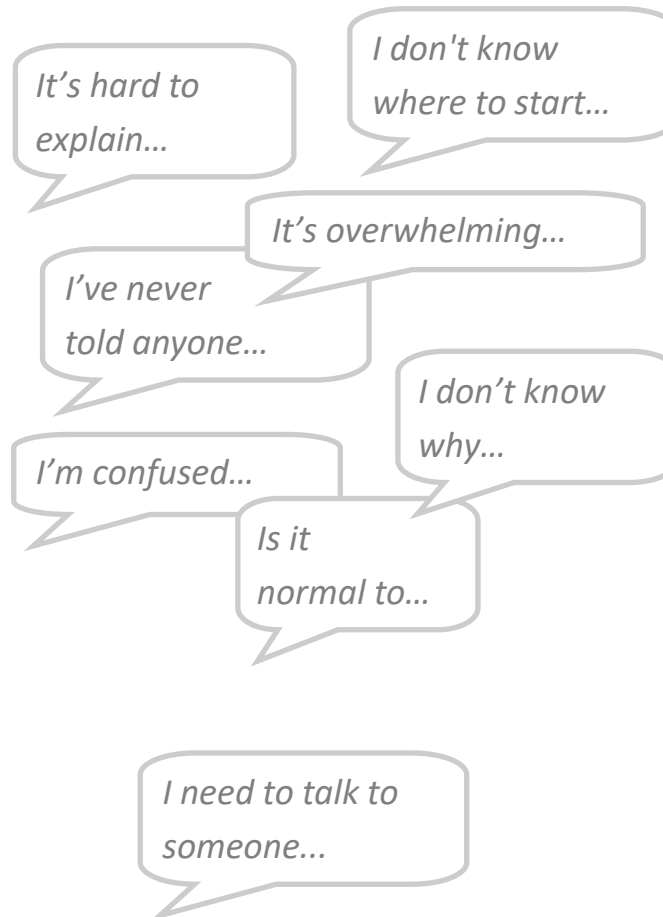 It’s hard to
explain…
I don't know
where to start…
It’s overwhelming…
I’ve never
told anyone…
I don’t know
why…
I’m confused…
Is it
normal to…
I need to talk to
someone...